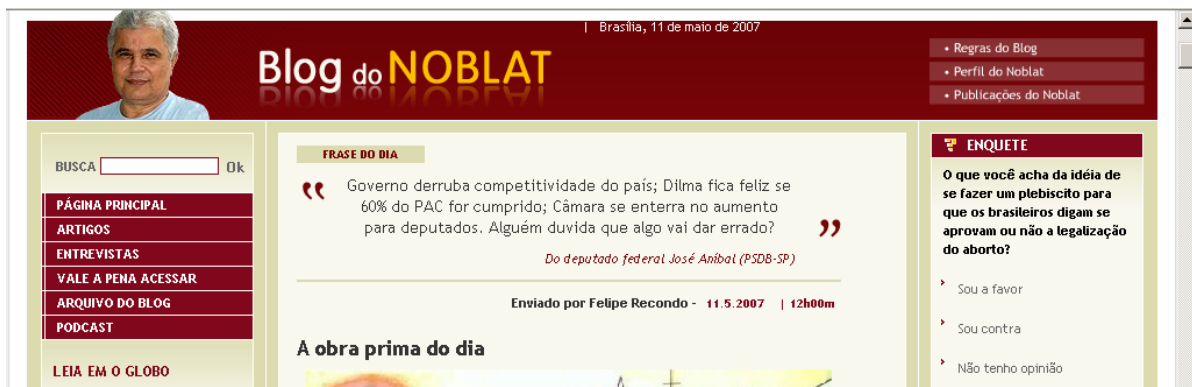 | Brasília, 11 de maio de 2007
Blog do NOBLAT
• Regras do Blog
• Perfil do Noblat
• Publicações do Noblat
BUSCA Ok
PÁGINA PRINCIPAL
ARTIGOS
ENTREVISTAS
VALE A PENA ACESSAR
ARQUIVO DO BLOG
PODCAST
LEIA EM O GLOBO
FRASE DO DIA
“ Governo derruba competitividade do país; Dilma fica feliz se
60% do PAC for cumprido; Câmara se enterra no aumento
para deputados. Alguém duvida que algo vai dar errado? ”
Do deputado federal José Aníbal (PSDB-SP)
Enviado por Felipe Recondo - 11.5.2007 | 12h00m
A obra prima do dia
? ENQUETE
O que você acha da idéia de
se fazer um plebiscito para
que os brasileiros digam se
aprovam ou não a legalização
do aborto?
Sou a favor
Sou contra
Não tenho opinião